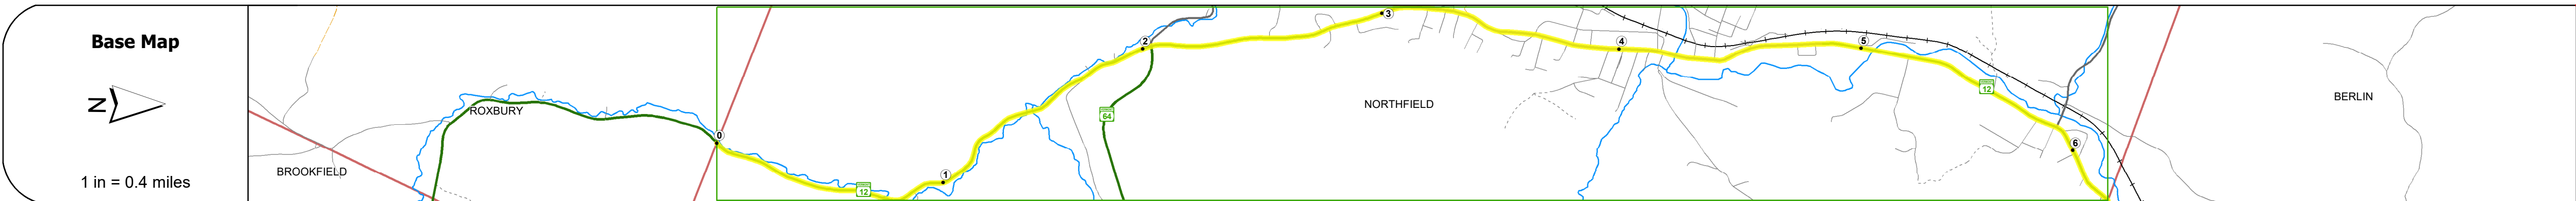 Base Map
N
1 in = 0.4 miles
BROOKFIELD
ROXBURY
0
12
1
2
64
3
NORTHFIELD
4
5
12
6
BERLIN